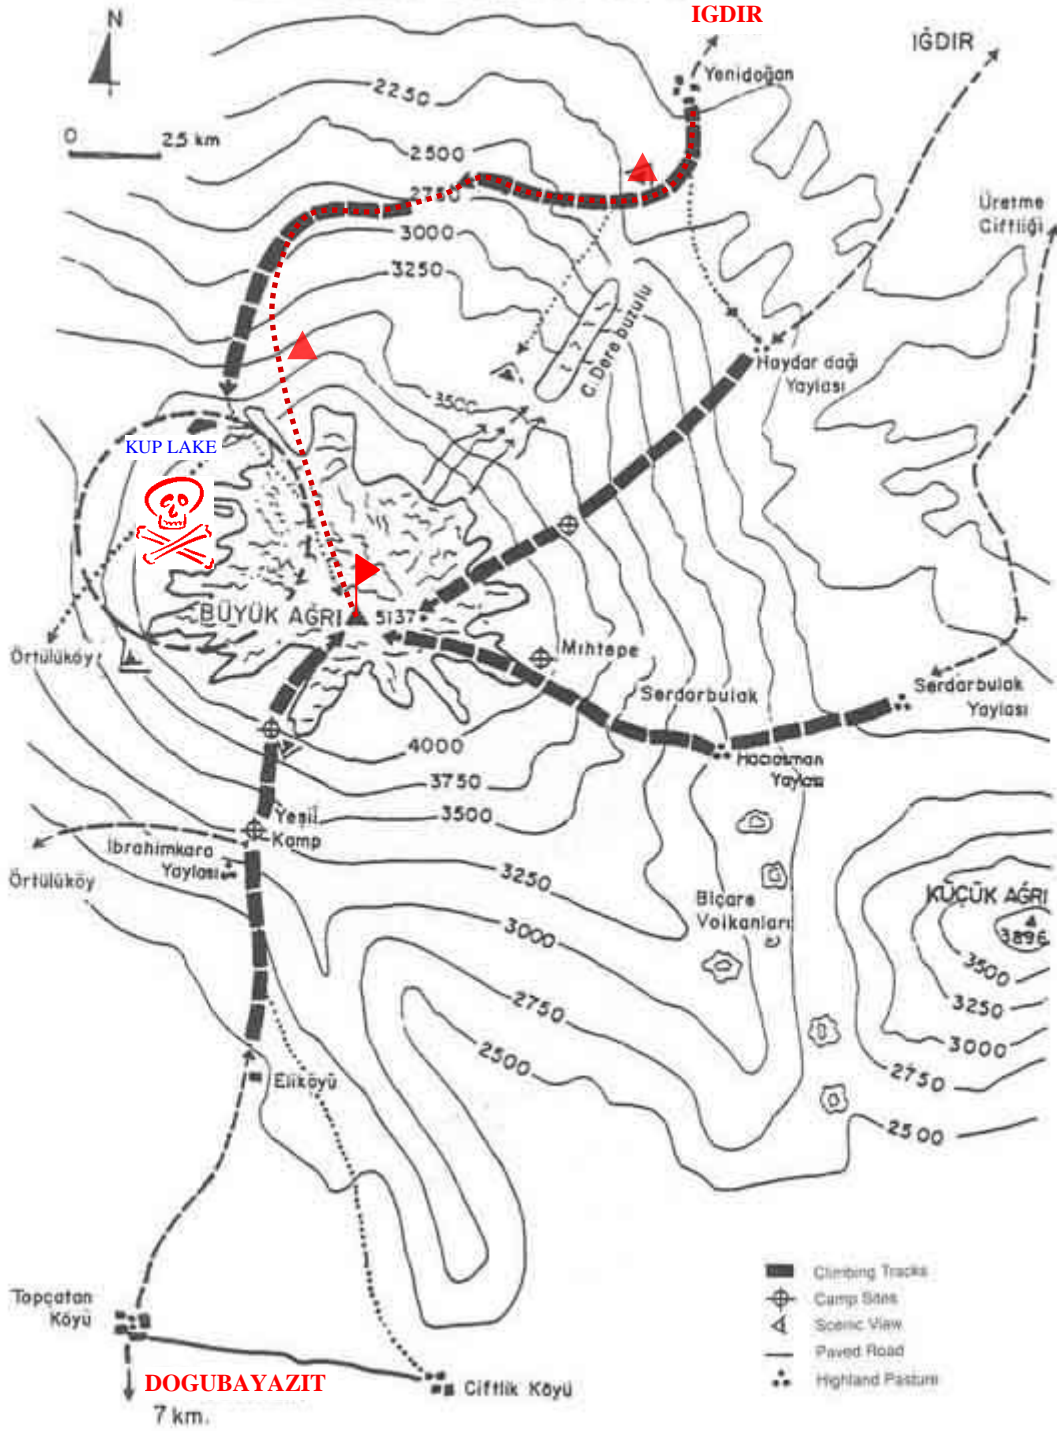 IGDIR
N
IĞDIR
Yenidoğan
2250
0
2.5 km
2500
2750
Üretme
Çiftliği
3000
3250
C. Dere buzulu
Haydar dağı
Yaylası
3500
KUP LAKE
BÜYÜK AĞRI
5137
Örtülüköy
Mıhtepe
Serdarbulak
Serdarbulak
Yaylası
4000
Hacıosman
Yaylası
3750
3500
Yeşil
Kamp
İbrahimkara
Yaylası
Örtülüköy
3250
Biçare
Volkanları
KÜÇÜK AĞRI
3896
3000
3500
3250
2750
3000
2500
2750
Eliköyü
2500
Topçatan
Köyü
Climbing Tracks
Camp Sites
Scenic View
Paved Road
Highland Pasture
DOGUBAYAZIT
Ciftlik Köyü
7 km.